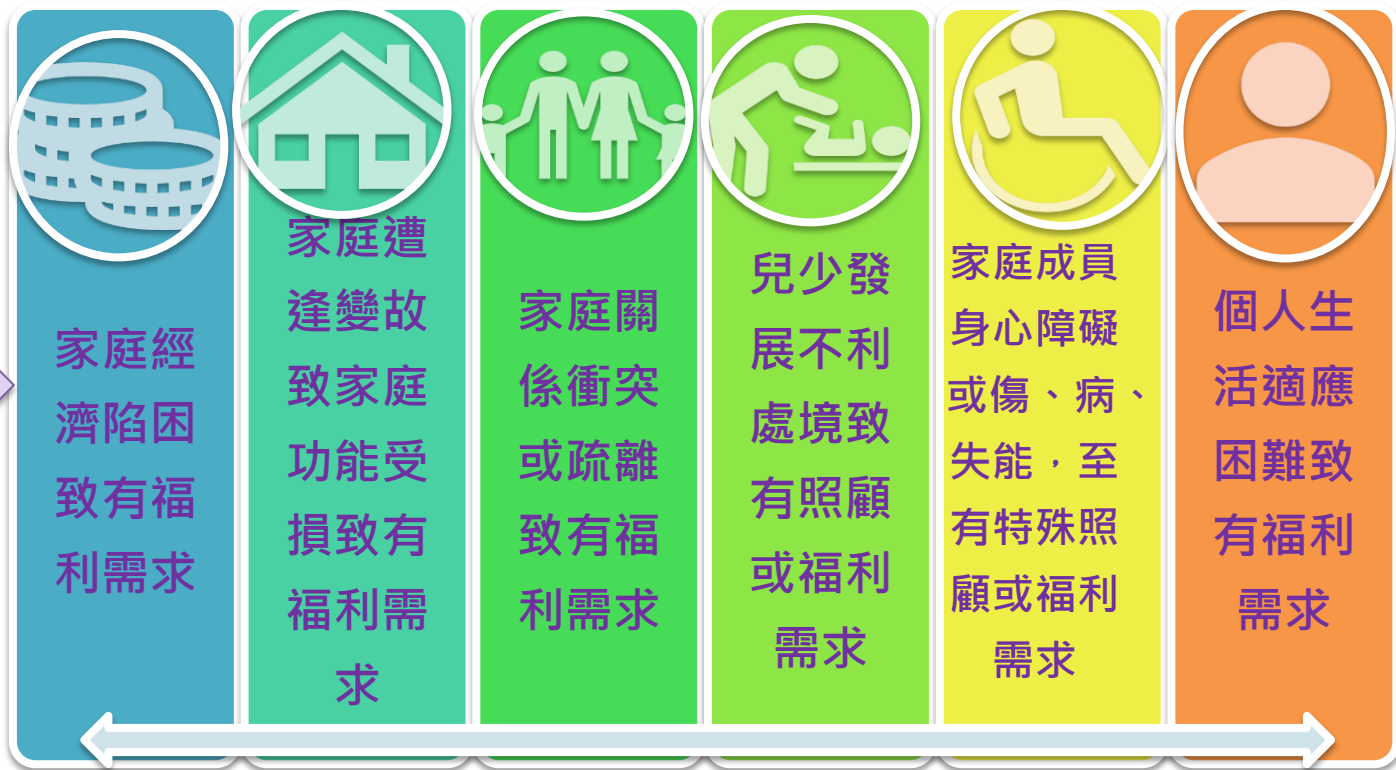 家庭經
濟陷困
致有福
利需求
家庭遭
逢變故
致家庭
功能受
損致有
福利需
求
家庭關
係衝突
或疏離
致有福
利需求
兒少發
展不利
處境致
有照顧
或福利
需求
家庭成員
身心障礙
或傷、病、
失能，至
有特殊照
顧或福利
需求
個人生
活適應
困難致
有福利
需求